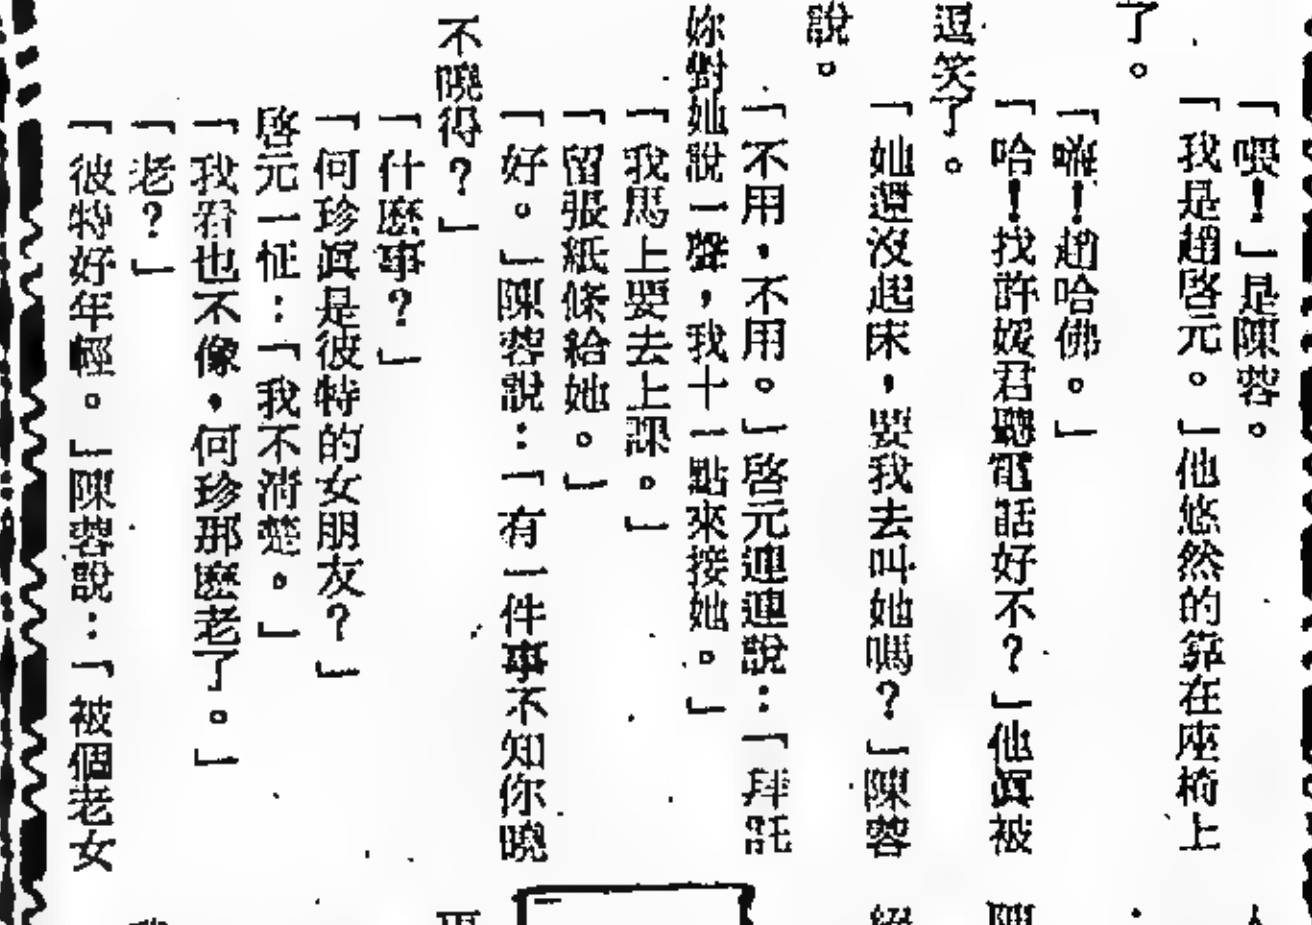 「喂！」是陳蓉。
「我是趙啓元。」他悠然的靠在座椅上
了。
「嗨！趙哈佛。」
「哈！找許媛君聽電話好不？」他眞被
逗笑了。
「她還沒起床，要我去叫她嗎？」陳蓉
說。
「不用，不用。」啓元連連說：「拜託
妳對她說一聲，我十一點來接她。」
「我馬上要去上課。」
「留張紙條給她。」
「好。」陳蓉說：「有一件事不知你曉
不曉得？」
「什麼事？」
「何珍眞是彼特的女朋友？」
啓元一怔：「我不清楚。」
「我看也不像，何珍那麼老了。」
「老？」
「彼特好年輕。」陳蓉說：「被個老女